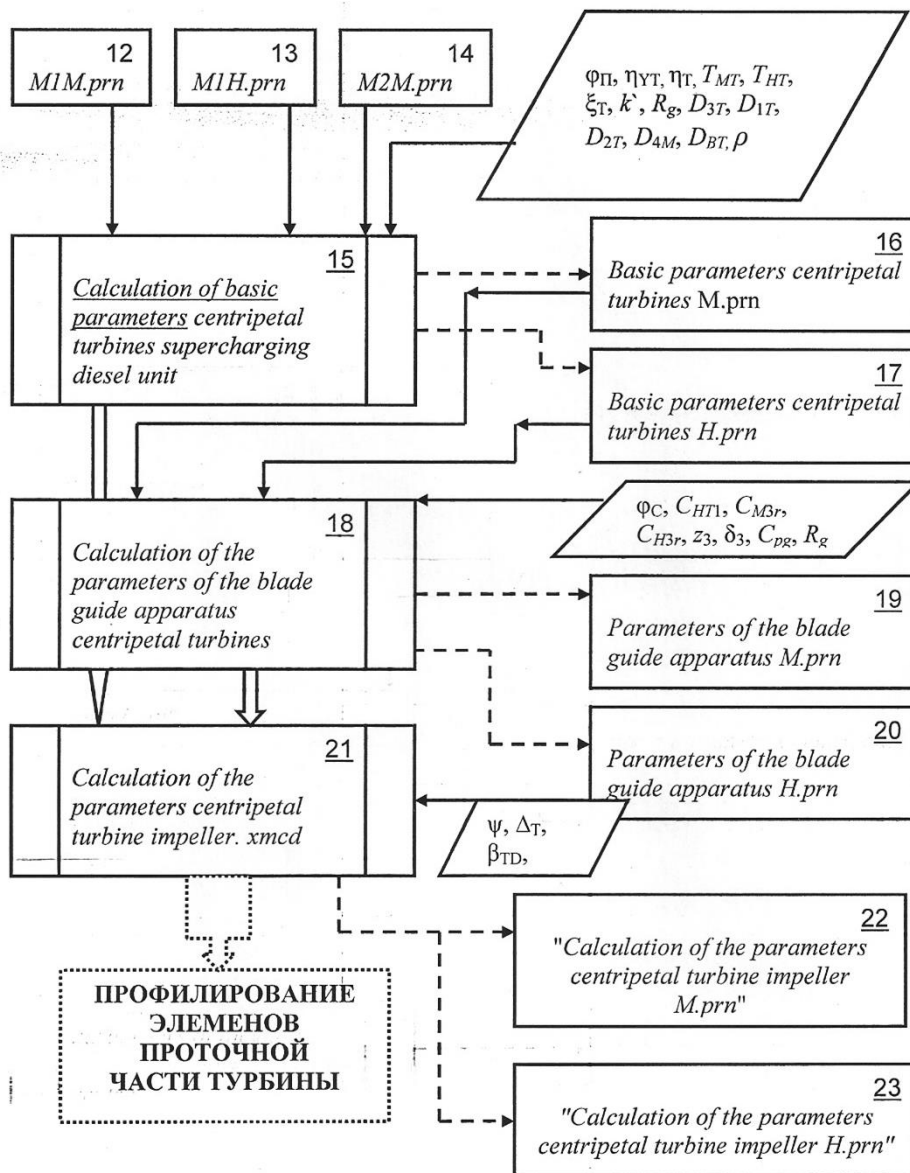 12
M1M.prn
13
M1H.prn
14
M2M.prn
φП, ηYT, ηT, TMT, THT,
ξT, k`, Rg, D3T, D1T,
D2T, D4M, DBT, ρ
15
Calculation of basic
parameters centripetal
turbines supercharging
diesel unit
16
Basic parameters centripetal
turbines M.prn
17
Basic parameters centripetal
turbines H.prn
18
Calculation of the
parameters of the blade
guide apparatus
centripetal turbines
φC, CHT1, CM3r,
CH3r, z3, δ3, Cpg, Rg
19
Parameters of the blade
guide apparatus M.prn
20
Parameters of the blade
guide apparatus H.prn
21
Calculation of the
parameters centripetal
turbine impeller. xmcd
ψ, ΔT,
βTD,
22
"Calculation of the parameters
centripetal turbine impeller
M.prn"
ПРОФИЛИРОВАНИЕ
ЭЛЕМЕНОВ
ПРОТОЧНОЙ
ЧАСТИ ТУРБИНЫ
23
"Calculation of the parameters
centripetal turbine impeller H.prn"